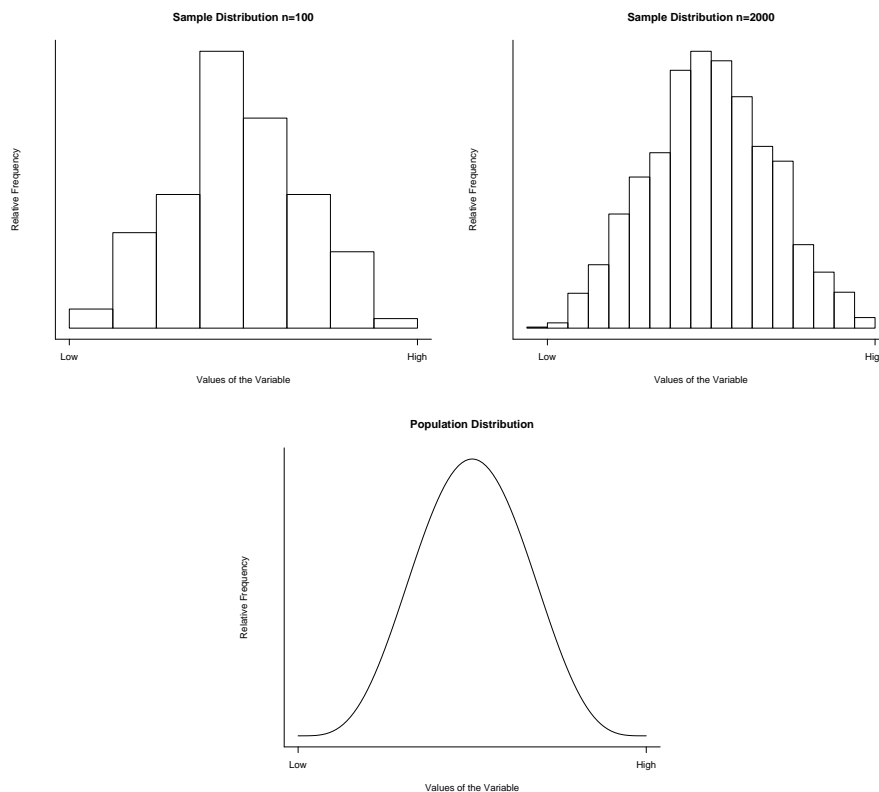 Sample Distribution n=100
Relative Frequency
Low High
Values of the Variable
Sample Distribution n=2000
Relative Frequency
Low Hig
Values of the Variable
Population Distribution
Relative Frequency
Low High
Values of the Variable